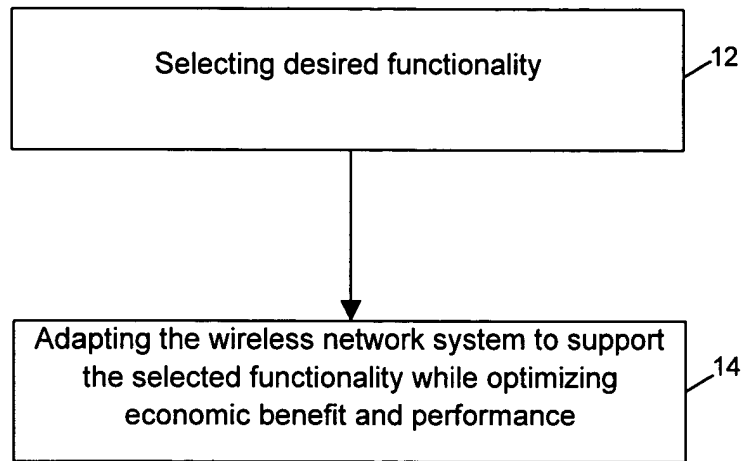 Selecting desired functionality
12
Adapting the wireless network system to support
the selected functionality while optimizing
economic benefit and performance
14